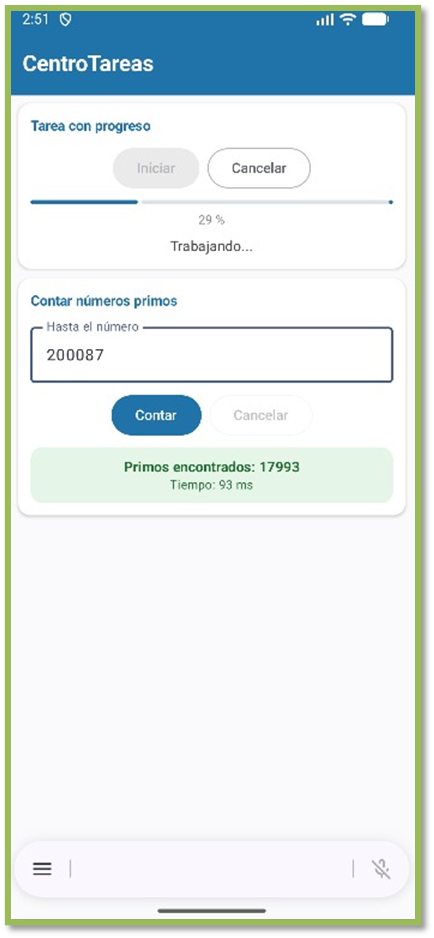 2:51
CentroTareas
Tarea con progreso
Iniciar Cancelar
29 %
Trabajando...
Contar números primos
Hasta el número
200087
Contar Cancelar
Primos encontrados: 17993
Tiempo: 93 ms